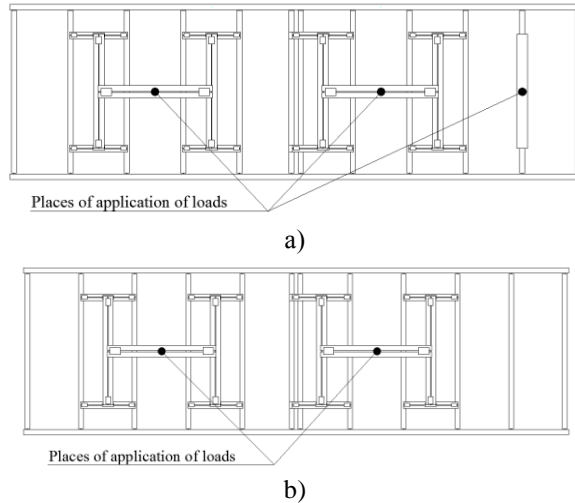 Places of application of loads
a)
Places of application of loads
b)